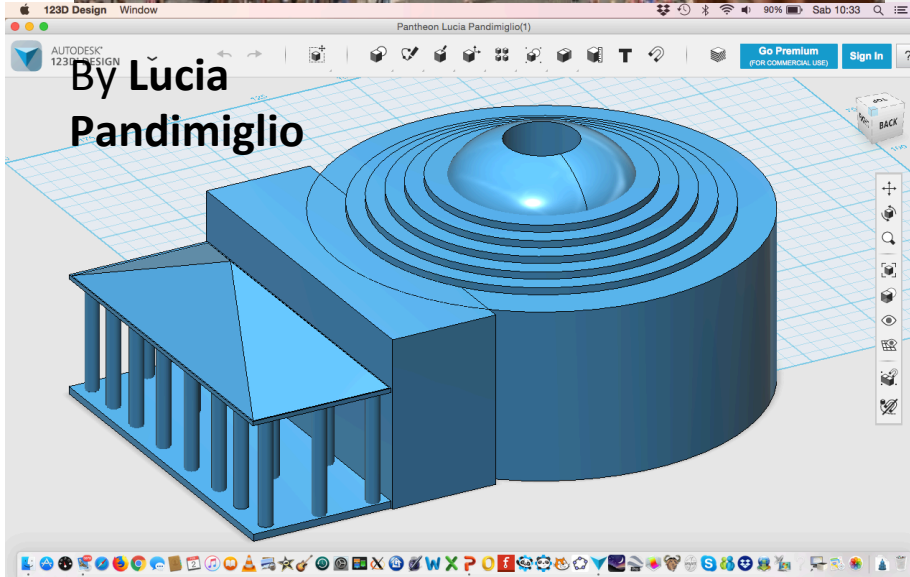 123D Design Window 90% Sab 10:33
Pantheon Lucia Pandimiglio(1)
AUTODESK®
123D® DESIGN
Go Premium
(FOR COMMERCIAL USE)
Sign In
?
By Lucia
Pandimiglio
BACK